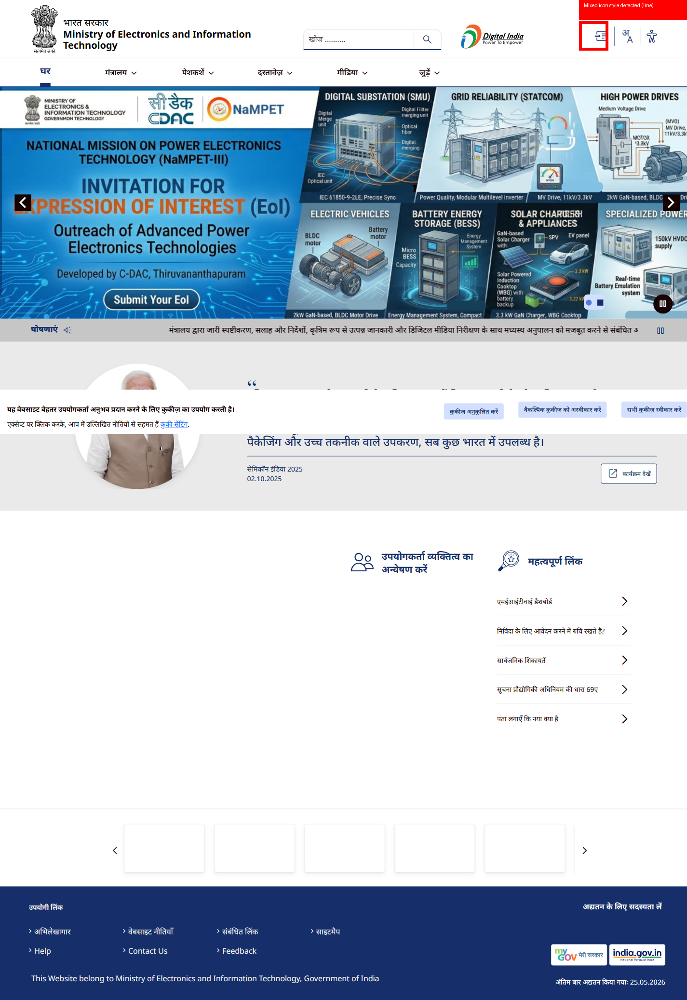 Mixed icon style detected (line)
भारत सरकार
Ministry of Electronics and Information
Technology
सत्यमेव जयते
खोज ..........
Digital India
Power To Empower
अ
A
घर
मंत्रालय
पेशकशें
दस्तावेज़
मीडिया
जुड़ें
MINISTRY OF
ELECTRONICS &
INFORMATION TECHNOLOGY
GOVERNMON TECHNOLOGY
सी डैक
CDAC
NaMPET
NATIONAL MISSION ON POWER ELECTRONICS
TECHNOLOGY (NaMPET-III)
INVITATION FOR
XPRESSION OF INTEREST (EoI)
Outreach of Advanced Power
Electronics Technologies
Developed by C-DAC, Thiruvananthapuram
Submit Your EoI
DIGITAL SUBSTATION (SMU)
Digital
Merge
unit
Digital Fillter
merging unit
Optical
fiber
Digital
merging
IEC
Optical unit
IEC 61850-9-2LE, Precise Sync
GRID RELIABILITY (STATCOM)
Power Quality, Modular Multilevel inverter
MV Drive, 11kV/3.3kV
HIGH POWER DRIVES
Medium Voltage Drive
(MVO)
MV Drive,
11kV/3.3k
MOTOR
'3.3kV
2kW GaN-based, BLDC
ELECTRIC VEHICLES
BLDC
motor
Battery
motor
2kW GaN-based, BLDC Motor Drive
BATTERY ENERGY
STORAGE (BESS)
Micro
BESS
Capacity
Energy
Management
System
Energy Management System, Compact
SOLAR
& APPLIANCES
GaN-based
Solar Charger
with
SPV
EV panel
Solar Powered
Induction
Cooktop
(WBG) with
battery
backup
3.3 kW
3.22 kW
3.3 kW GaN Charger, WBG Cooktop
SPECIALIZED POWER
150kV HVDC
supply
Real-time
Battery Emulation
system
घोषणाएं
मंत्रालय द्वारा जारी स्पष्टीकरण, सलाह और निर्देशों, कृत्रिम रूप से उत्पन्न जानकारी और डिजिटल मीडिया निरीक्षण के साथ मध्यस्थ अनुपालन को मजबूत करने से संबंधित
“
यह वेबसाइट बेहतर उपयोगकर्ता अनुभव प्रदान करने के लिए कुकीज़ का उपयोग करती है।
एक्सेप्ट पर क्लिक करके, आप में उल्लिखित नीतियों से सहमत हैं कुकी सेटिंग.
कुकीज़ अनुकूलित करें
वैकल्पिक कुकीज़ को अस्वीकार करें
सभी कुकीज़ स्वीकार करें
पैकेजिंग और उच्च तकनीक वाले उपकरण, सब कुछ भारत में उपलब्ध है।
सेमिकॉन इंडिया 2025
02.10.2025
कार्यक्रम देखें
उपयोगकर्ता व्यक्तित्व का
अन्वेषण करें
महत्वपूर्ण लिंक
एमईआईटीवाई डैशबोर्ड
निविदा के लिए आवेदन करने में रुचि रखते हैं?
सार्वजनिक शिकायतें
सूचना प्रौद्योगिकी अधिनियम की धारा 69ए
पता लगाएँ कि नया क्या है
उपयोगी लिंक
अद्यतन के लिए सदस्यता लें
अभिलेखागार
वेबसाइट नीतियाँ
संबंधित लिंक
साइटमैप
Help
Contact Us
Feedback
my
GOV मेरी सरकार
india.gov.in
National Portal of India
This Website belong to Ministry of Electronics and Information Technology, Government of India
अंतिम बार अद्यतन किया गया: 25.05.2026